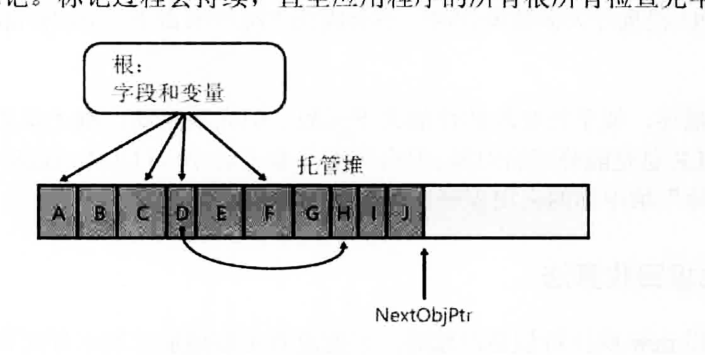 记。标记过程会持续，直至应用程序的所有根所有检查完毕
根：
字段和变量
托管堆
A B C D E F G H I J
NextObjPtr